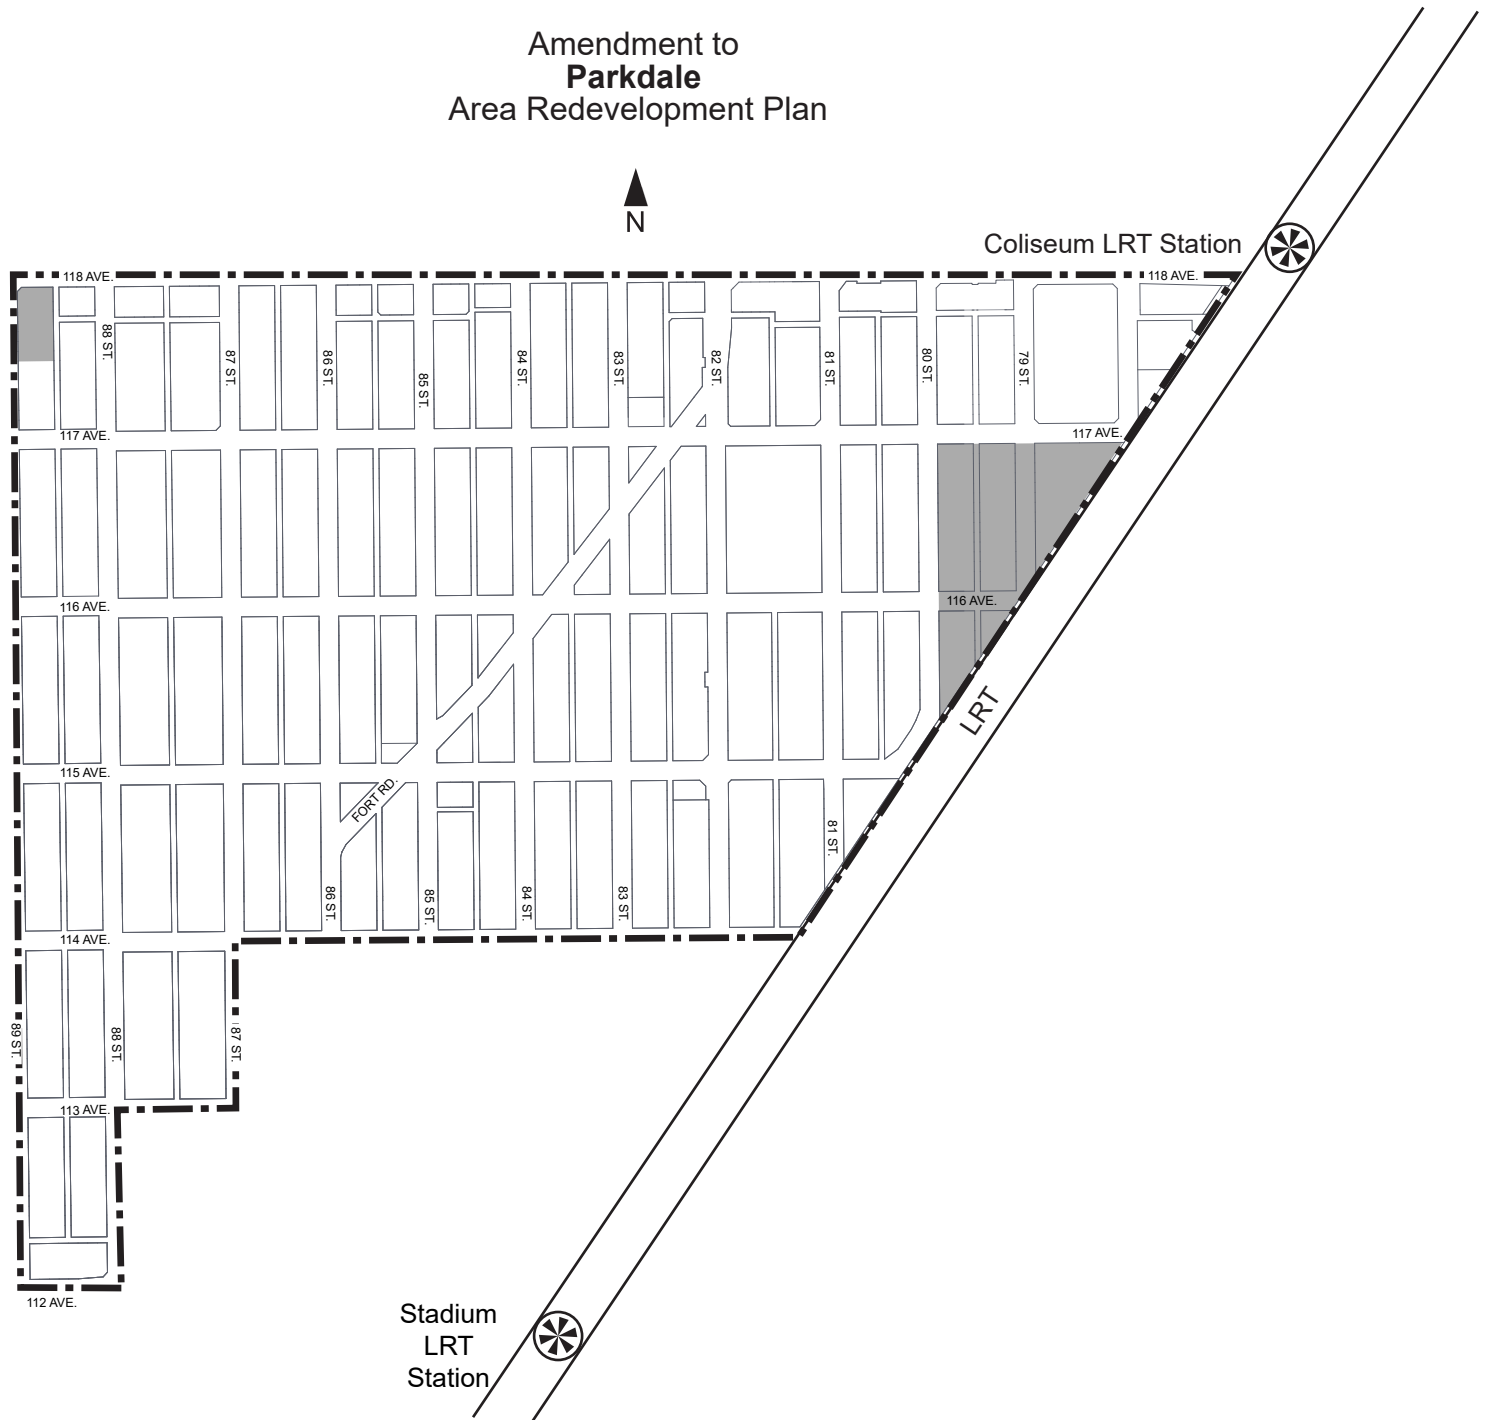 Amendment to
Parkdale
Area Redevelopment Plan
N
Coliseum LRT Station
118 AVE.
118 AVE.
88 ST.
87 ST.
86 ST.
85 ST.
84 ST.
83 ST.
82 ST.
81 ST.
80 ST.
79 ST.
117 AVE.
117 AVE.
116 AVE.
116 AVE.
LRT
115 AVE.
FORT RD.
81 ST.
86 ST.
85 ST.
84 ST.
83 ST.
114 AVE.
89 ST.
88 ST.
87 ST.
113 AVE.
112 AVE.
Stadium
LRT
Station